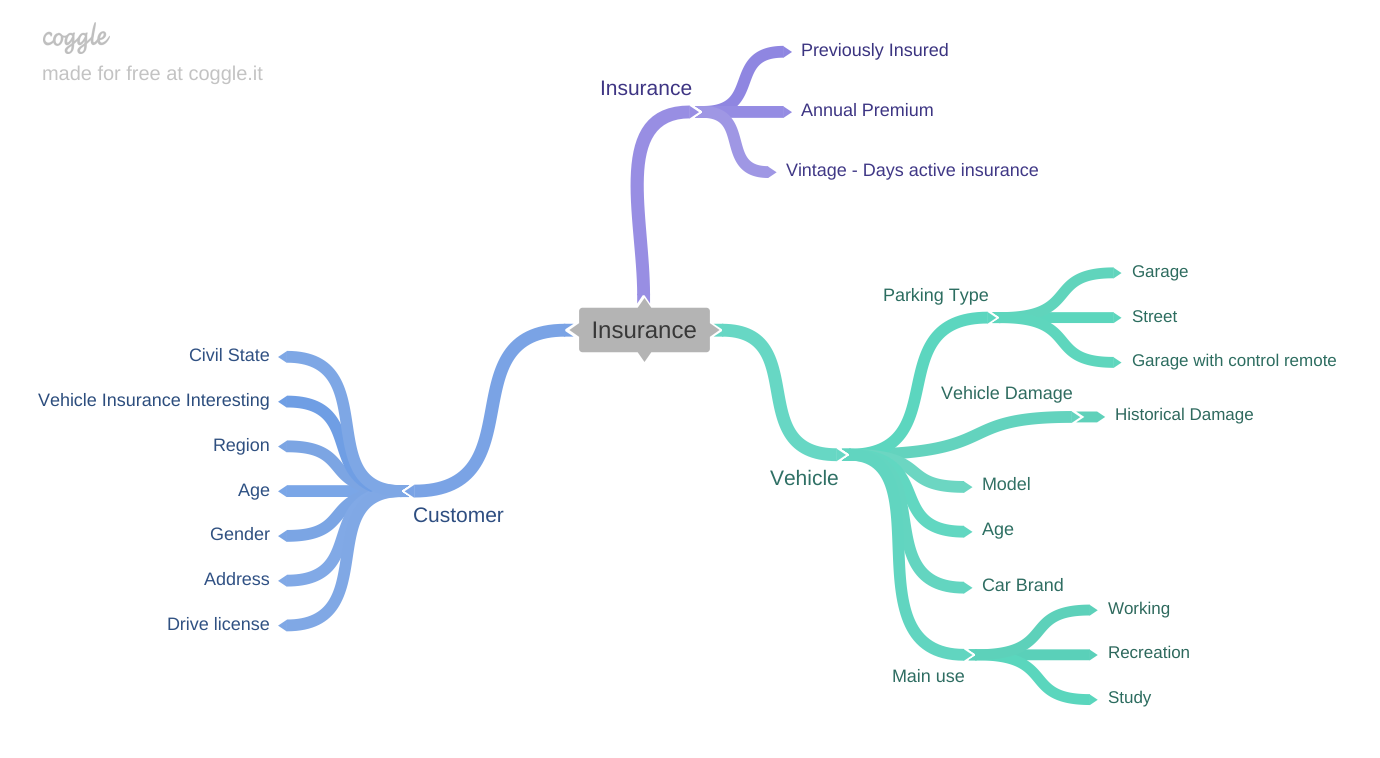 coggle
made for free at coggle.it
Insurance
Previously Insured
Annual Premium
Vintage - Days active insurance
Insurance
Civil State
Vehicle Insurance Interesting
Region
Age
Gender
Address
Drive license
Customer
Vehicle
Parking Type
Garage
Street
Garage with control remote
Vehicle Damage
Historical Damage
Model
Age
Car Brand
Main use
Working
Recreation
Study